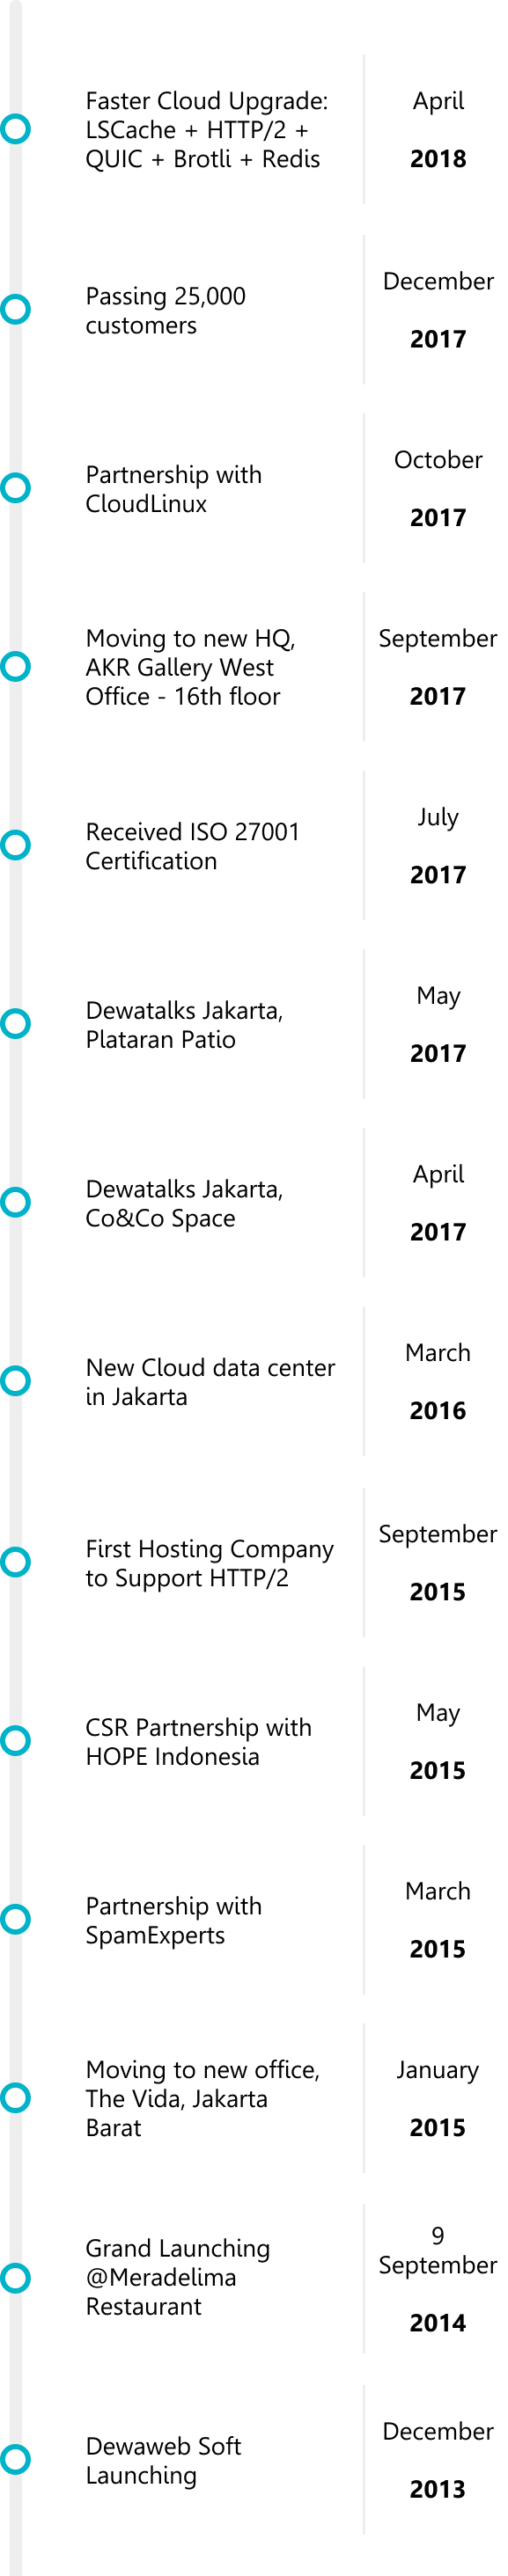 Faster Cloud Upgrade:
LSCache + HTTP/2 +
QUIC + Brotli + Redis
April
2018
Passing 25,000
customers
December
2017
Partnership with
CloudLinux
October
2017
Moving to new HQ,
AKR Gallery West
Office - 16th floor
September
2017
Received ISO 27001
Certification
July
2017
Dewatalks Jakarta,
Plataran Patio
May
2017
Dewatalks Jakarta,
Co&Co Space
April
2017
New Cloud data center
in Jakarta
March
2016
First Hosting Company
to Support HTTP/2
September
2015
CSR Partnership with
HOPE Indonesia
May
2015
Partnership with
SpamExperts
March
2015
Moving to new office,
The Vida, Jakarta
Barat
January
2015
Grand Launching
@Meradelima
Restaurant
9
September
2014
Dewaweb Soft
Launching
December
2013